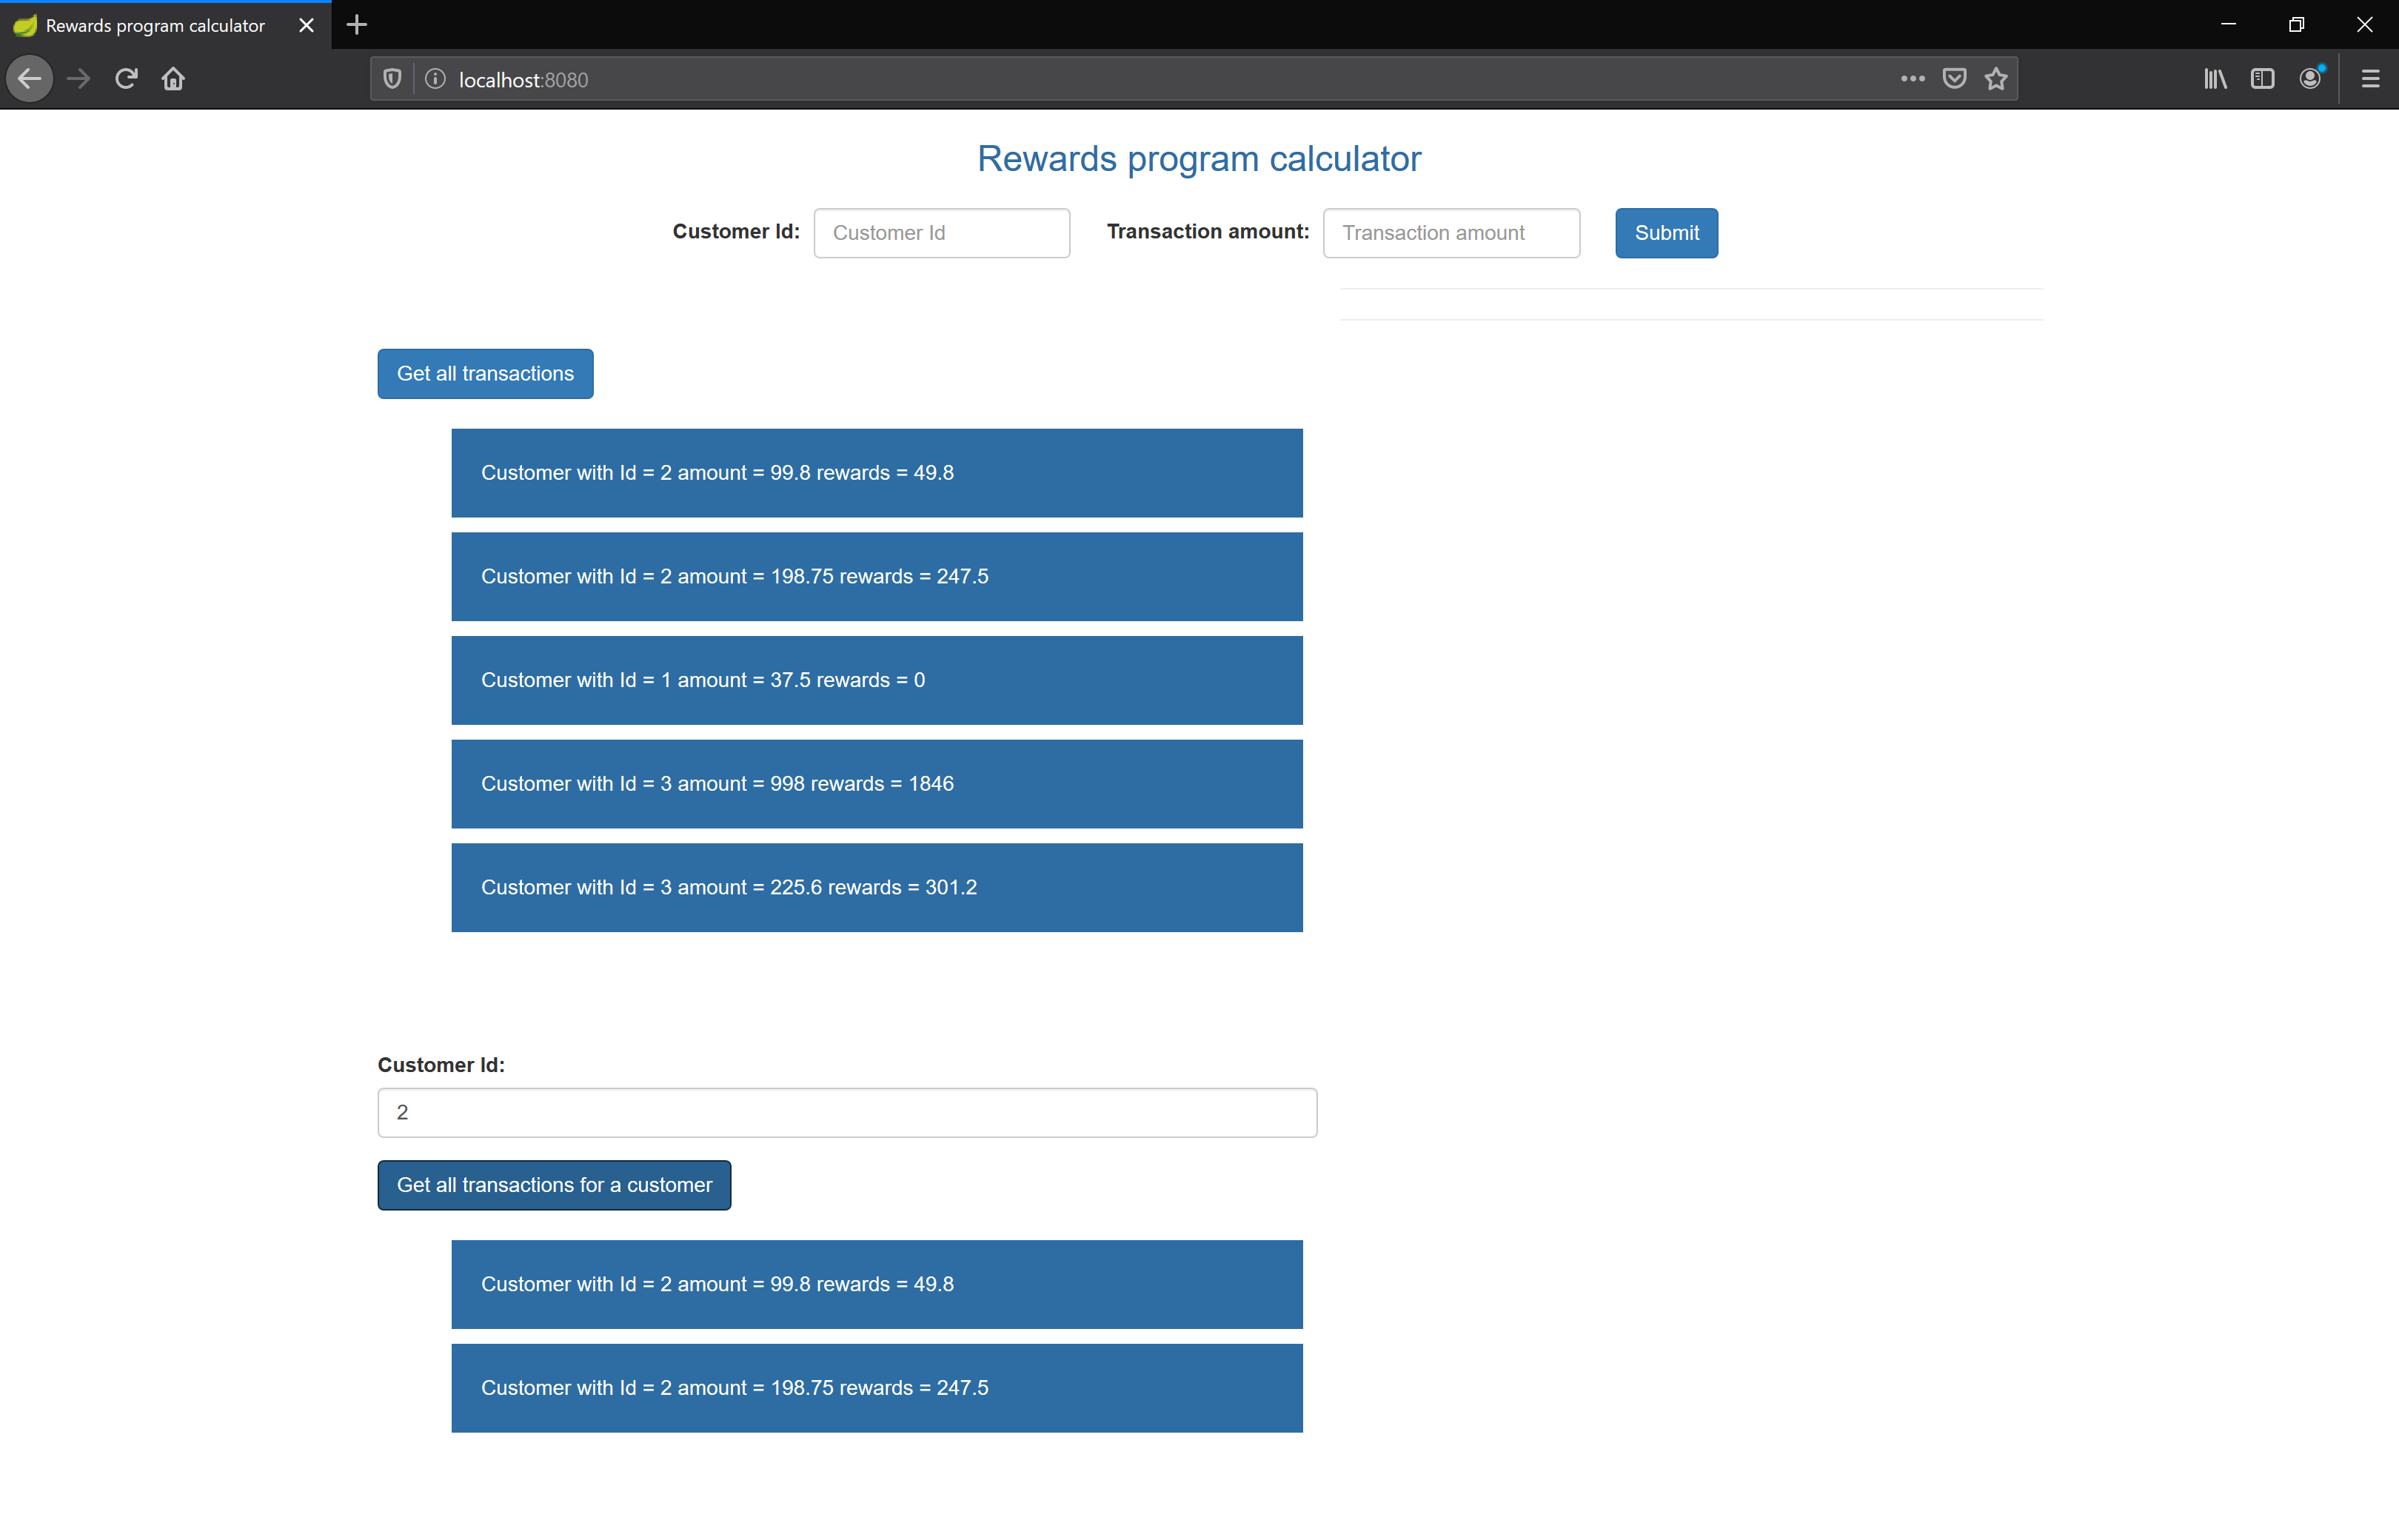 Rewards program calculator
localhost:8080
Rewards program calculator
Customer Id: Customer Id Transaction amount: Transaction amount Submit
Get all transactions
Customer with Id = 2 amount = 99.8 rewards = 49.8
Customer with Id = 2 amount = 198.75 rewards = 247.5
Customer with Id = 1 amount = 37.5 rewards = 0
Customer with Id = 3 amount = 998 rewards = 1846
Customer with Id = 3 amount = 225.6 rewards = 301.2
Customer Id:
2
Get all transactions for a customer
Customer with Id = 2 amount = 99.8 rewards = 49.8
Customer with Id = 2 amount = 198.75 rewards = 247.5